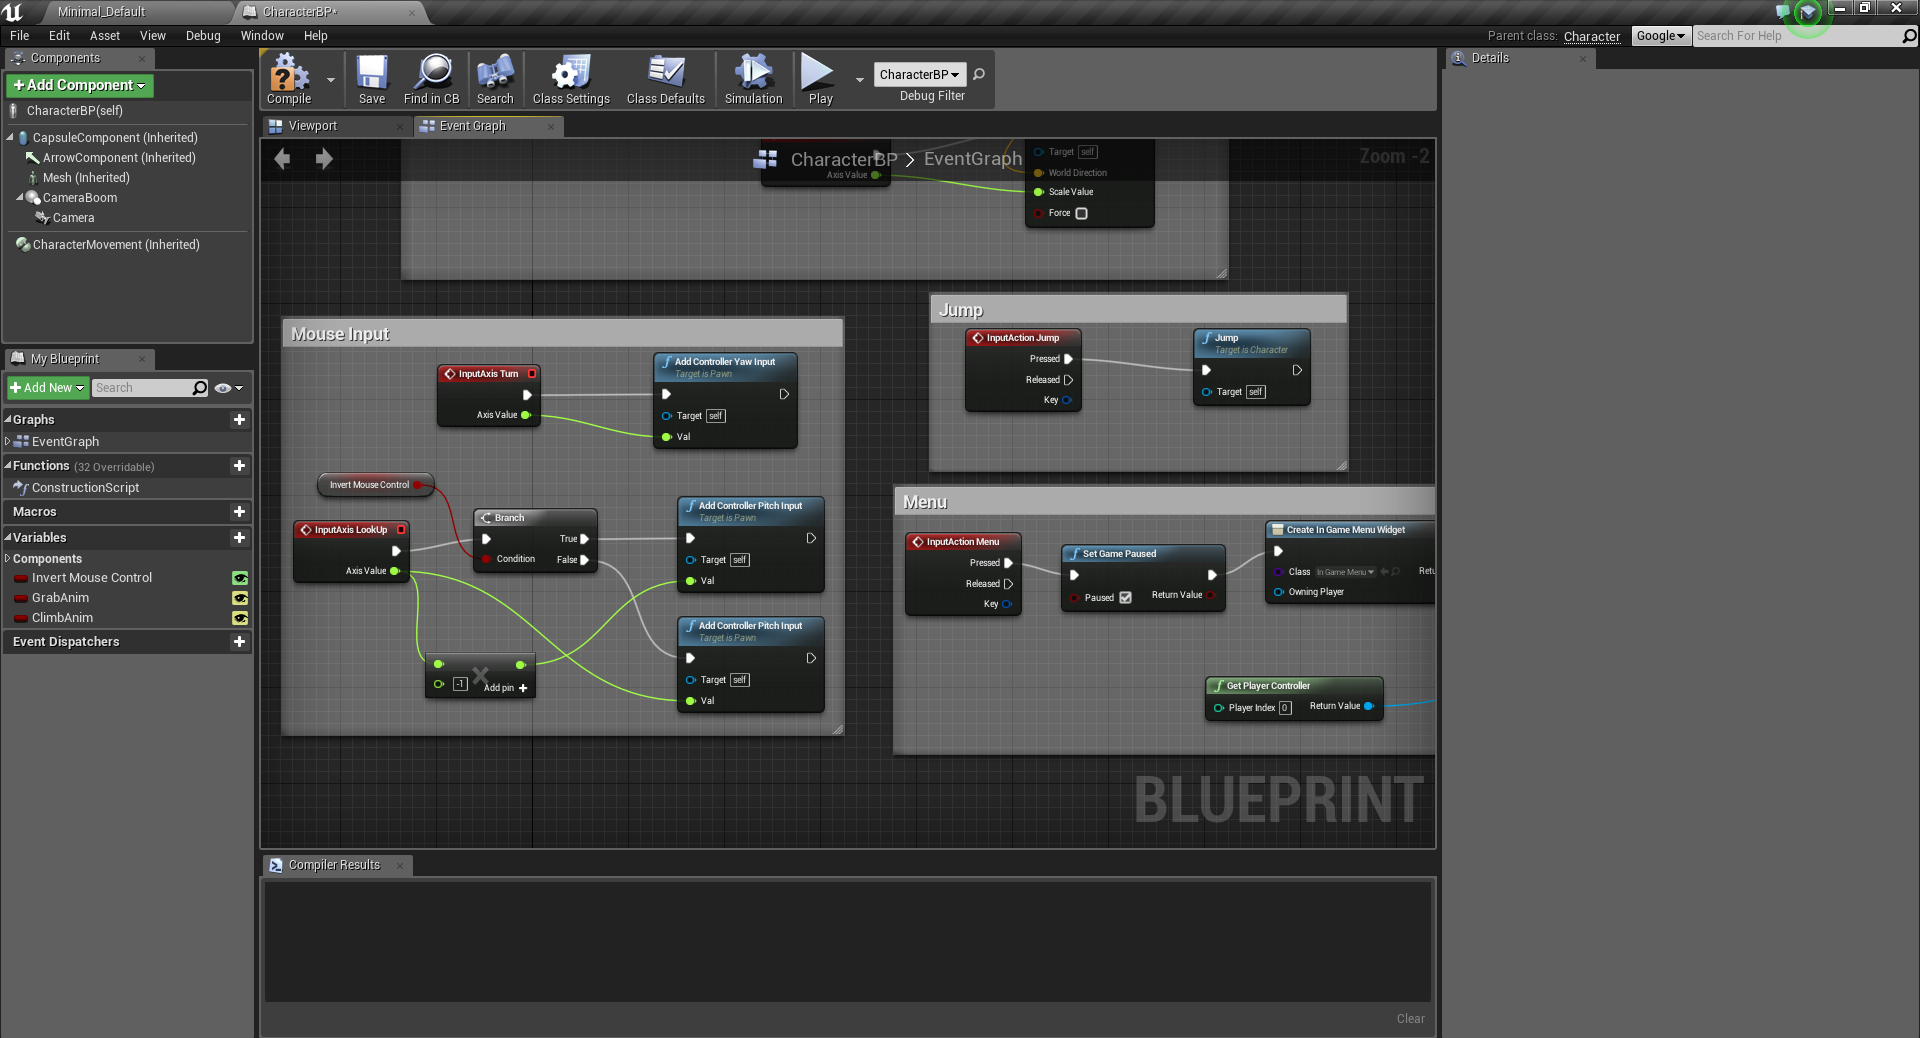 Minimal_Default
CharacterBP*
File Edit Asset View Debug Window Help
Parent class: Character Google Search For Help
Components
+Add Component
CharacterBP(self)
CapsuleComponent (Inherited)
ArrowComponent (Inherited)
Mesh (Inherited)
CameraBoom
Camera
CharacterMovement (Inherited)
My Blueprint
+Add New Search
Graphs
EventGraph
Functions (32 Overridable)
ConstructionScript
Macros
Variables
Components
Invert Mouse Control
GrabAnim
ClimbAnim
Event Dispatchers
Compile Save Find in CB Search Class Settings Class Defaults Simulation Play
CharacterBP
Debug Filter
Viewport
Event Graph
CharacterBP > EventGraph
Zoom -2
Axis Value
Target self
World Direction
Scale Value
Force
Mouse Input
InputAxis Turn
Axis Value
Add Controller Yaw Input
Target is Pawn
Target self
Val
Invert Mouse Control
InputAxis LookUp
Axis Value
Branch
True
Condition False
Add Controller Pitch Input
Target is Pawn
Target self
Val
Add Controller Pitch Input
Target is Pawn
Target self
Val
-1
Add pin +
Jump
InputAction Jump
Pressed
Released
Key
Jump
Target is Character
Target self
Menu
InputAction Menu
Pressed
Released
Key
Set Game Paused
Paused Return Value
Create In Game Menu Widget
Class In Game Menu Retu
Owning Player
Get Player Controller
Player Index 0 Return Value
BLUEPRINT
Compiler Results
Clear
Details